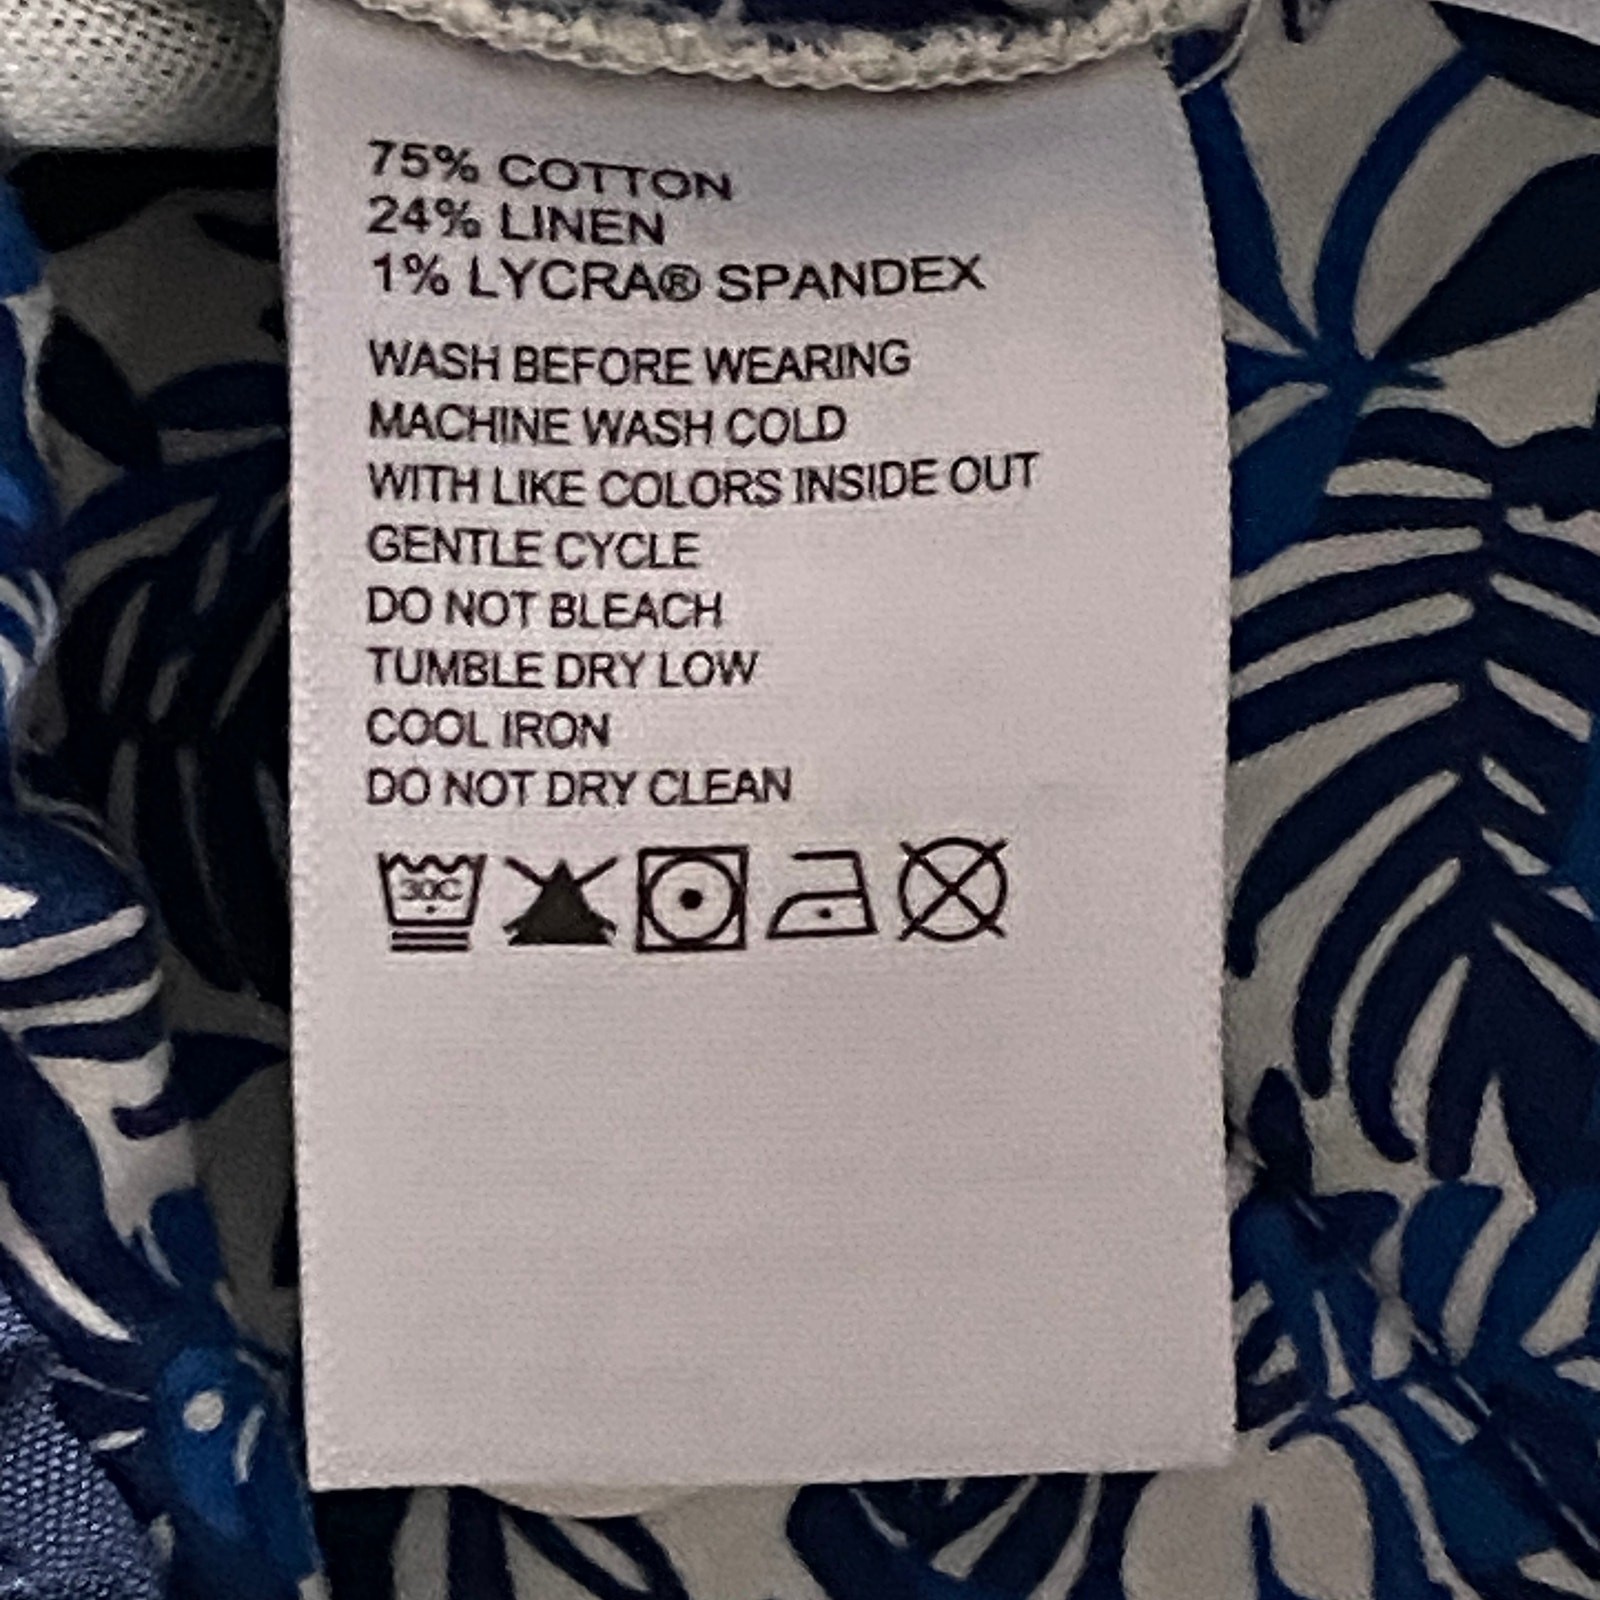 75% COTTON
24% LINEN
1% LYCRA® SPANDEX
WASH BEFORE WEARING
MACHINE WASH COLD
WITH LIKE COLORS INSIDE OUT
GENTLE CYCLE
DO NOT BLEACH
TUMBLE DRY LOW
COOL IRON
DO NOT DRY CLEAN
30C